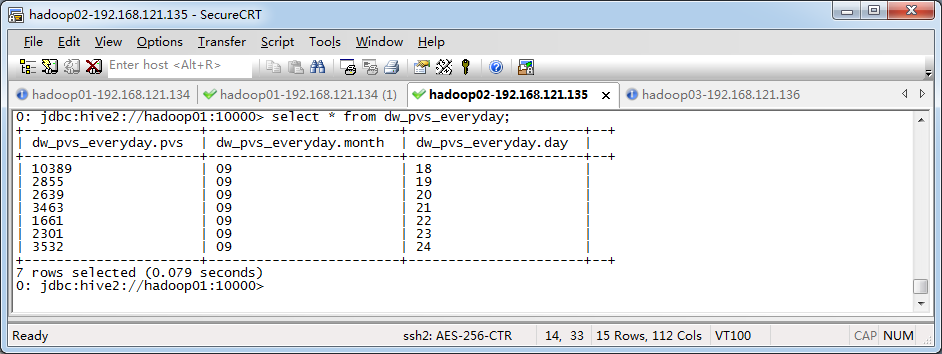 hadoop02-192.168.121.135 - SecureCRT
File Edit View Options Transfer Script Tools Window Help
Enter host <Alt+R>
hadoop01-192.168.121.134 hadoop01-192.168.121.134 (1) hadoop02-192.168.121.135 hadoop03-192.168.121.136
0: jdbc:hive2://hadoop01:10000> select * from dw_pvs_everyday;
+-----------------------+-------------------------+-----------------------+--+
| dw_pvs_everyday.pvs | dw_pvs_everyday.month | dw_pvs_everyday.day |
+-----------------------+-------------------------+-----------------------+--+
| 10389 | 09 | 18 |
| 2855 | 09 | 19 |
| 2639 | 09 | 20 |
| 3463 | 09 | 21 |
| 1661 | 09 | 22 |
| 2301 | 09 | 23 |
| 3532 | 09 | 24 |
+-----------------------+-------------------------+-----------------------+--+
7 rows selected (0.079 seconds)
0: jdbc:hive2://hadoop01:10000>
Ready ssh2: AES-256-CTR 14, 33 15 Rows, 112 Cols VT100 CAP NUM